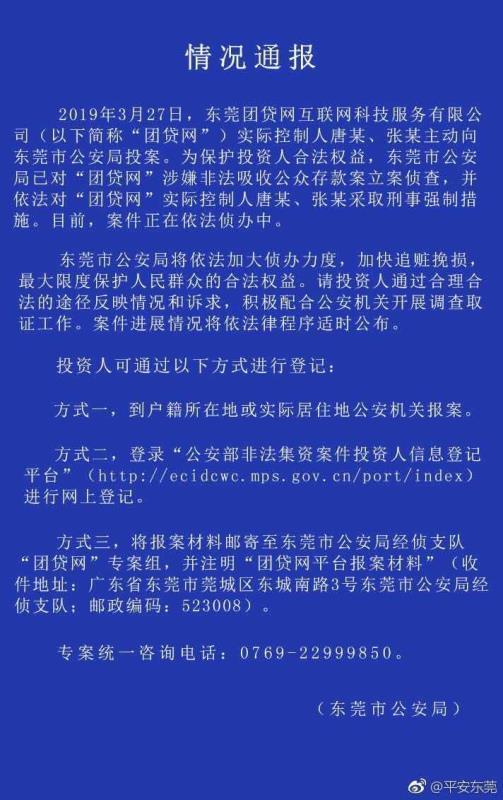 情况通报
2019年3月27日，东莞团贷网互联网科技服务有限公
司（以下简称“团贷网”）实际控制人唐某、张某主动向
东莞市公安局投案。为保护投资人合法权益，东莞市公安
局已对“团贷网”涉嫌非法吸收公众存款案立案侦查，并
依法对“团贷网”实际控制人唐某、张某采取刑事强制措
施。目前，案件正在依法侦办中。
东莞市公安局将依法加大侦办力度，加快追赃挽损，
最大限度保护人民群众的合法权益。请投资人通过合理合
法的途径反映情况和诉求，积极配合公安机关开展调查取
证工作。案件进展情况将依法律程序适时公布。
投资人可通过以下方式进行登记：
方式一，到户籍所在地或实际居住地公安机关报案。
方式二，登录“公安部非法集资案件投资人信息登记
平台”（http://ecidcwc.mps.gov.cn/port/index）
进行网上登记。
方式三，将报案材料邮寄至东莞市公安局经侦支队
“团贷网”专案组，并注明“团贷网平台报案材料”（收
件地址：广东省东莞市莞城区东城南路3号东莞市公安局经
侦支队；邮政编码：523008）。
专案统一咨询电话：0769-22999850。
（东莞市公安局）
@平安东莞